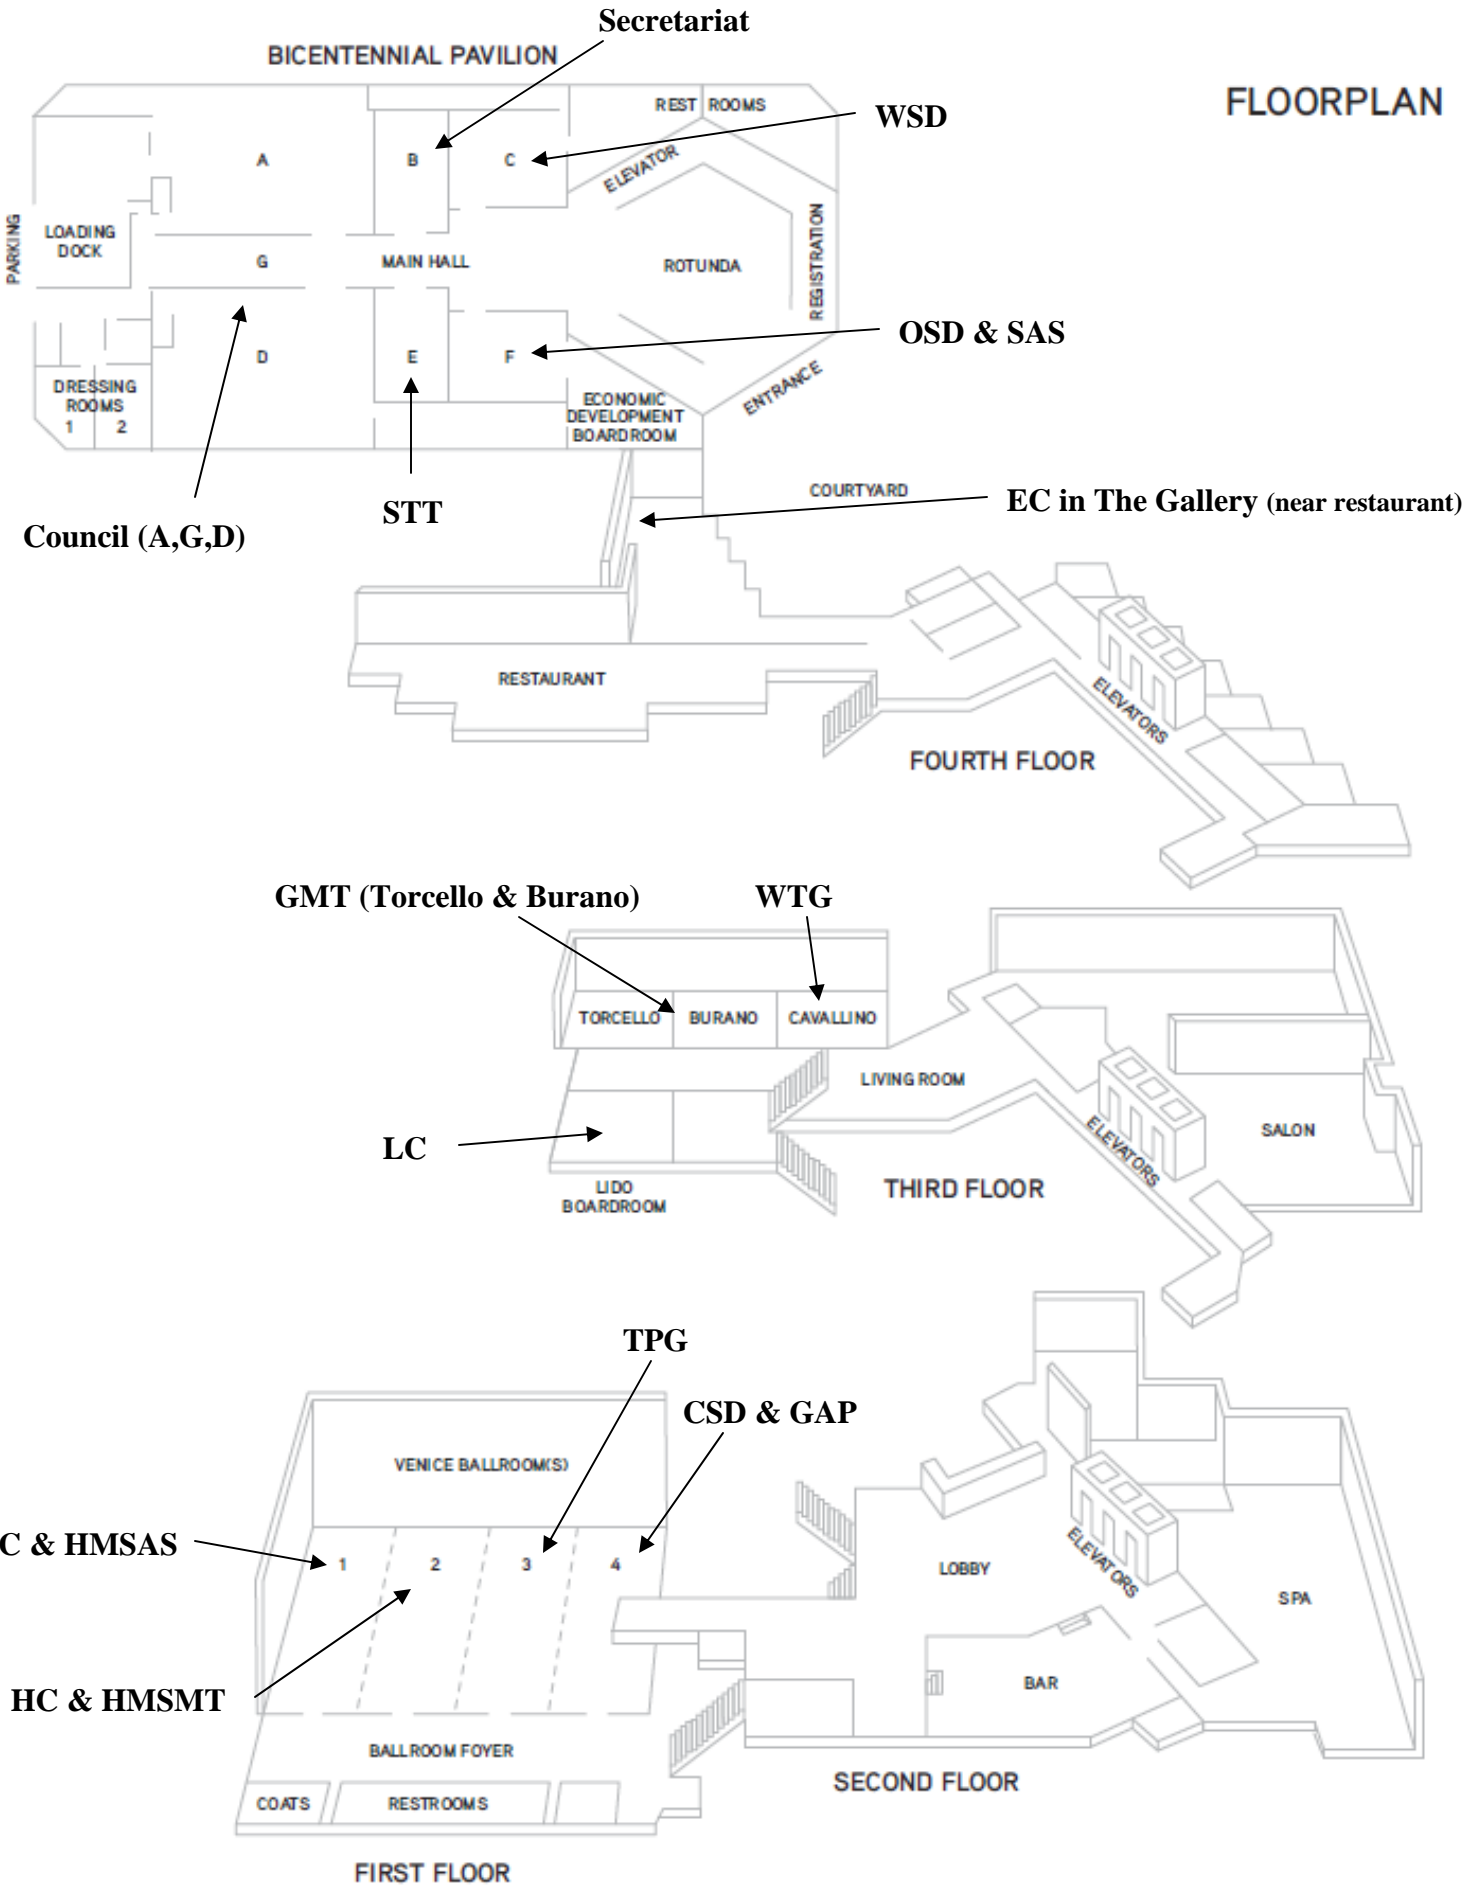 Secretariat
BICENTENNIAL PAVILION
FLOORPLAN
REST ROOMS
WSD
A
B
C
ELEVATOR
PARKING
LOADING
DOCK
G
MAIN HALL
ROTUNDA
REGISTRATION
OSD & SAS
D
E
F
ENTRANCE
DRESSING
ROOMS
1 2
ECONOMIC
DEVELOPMENT
BOARDROOM
COURTYARD
EC in The Gallery (near restaurant)
STT
Council (A,G,D)
RESTAURANT
ELEVATORS
FOURTH FLOOR
GMT (Torcello & Burano)
WTG
TORCELLO
BURANO
CAVALLINO
LIVING ROOM
LC
ELEVATORS
SALON
LIDO
BOARDROOM
THIRD FLOOR
TPG
CSD & GAP
VENICE BALLROOM(S)
C & HMSAS
1
2
3
4
LOBBY
ELEVATORS
SPA
HC & HMSMT
BAR
BALLROOM FOYER
SECOND FLOOR
COATS
RESTROOMS
FIRST FLOOR